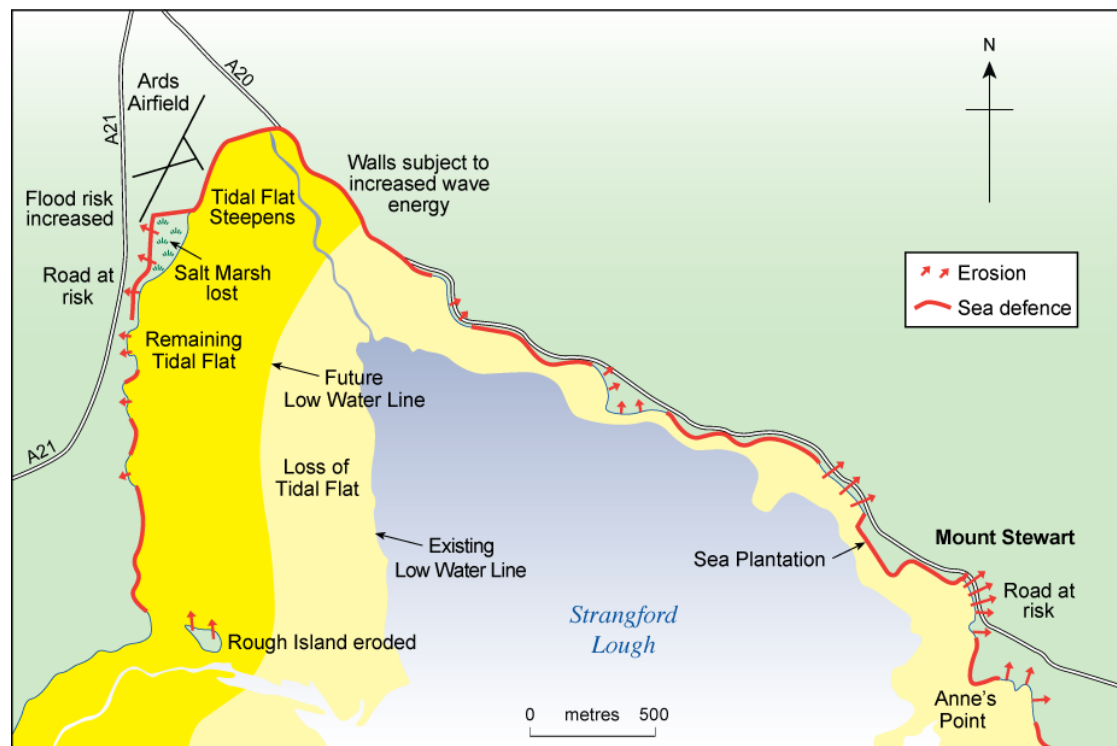 A20
N
Ards
Airfield
A21
Walls subject to
increased wave
energy
Flood risk
increased
Tidal Flat
Steepens
Erosion
Sea defence
Salt Marsh
lost
Road at
risk
Remaining
Tidal Flat
Future
Low Water Line
A21
Loss of
Tidal Flat
Existing
Low Water Line
Sea Plantation
Mount Stewart
Road at
risk
Strangford
Lough
Rough Island eroded
Anne's
Point
0 metres 500